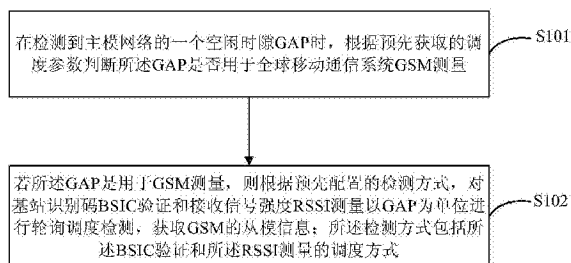 在检测到主模网络的一个空闲时隙GAP时，根据预先获取的调
度参数判断所述GAP是否用于全球移动通信系统GSM测量
S101
若所述GAP是用于GSM测量，则根据预先配置的检测方式，对
基站识别码BSIC验证和接收信号强度RSSI测量以GAP为单位进
行轮询调度检测，获取GSM的从模信息；所述检测方式包括所
述BSIC验证和所述RSSI测量的调度方式
S102